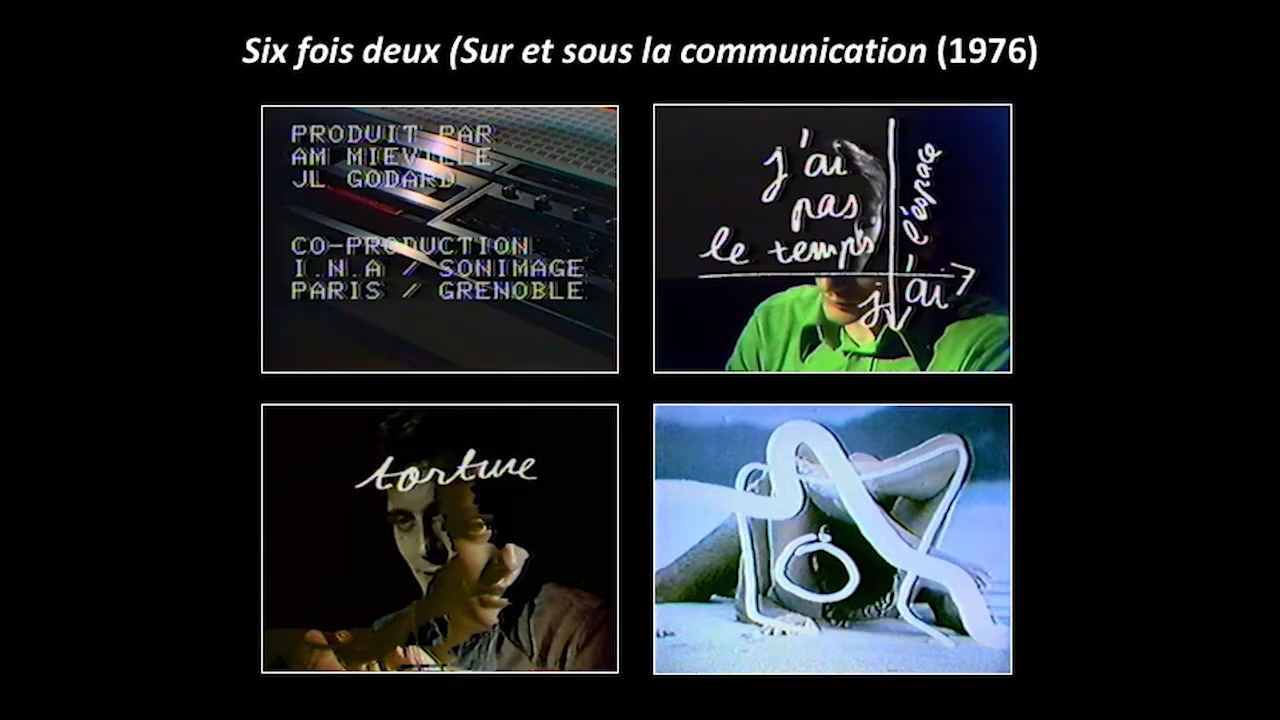 Six fois deux (Sur et sous la communication (1976)
PRODUIT PAR
AM MIEVILLE
JL GODARD
CO-PRODUCTION
I.N.A / SONIMAGE
PARIS / GRENOBLE
j'ai
pas
le temps
j'ai
l'espace
torture